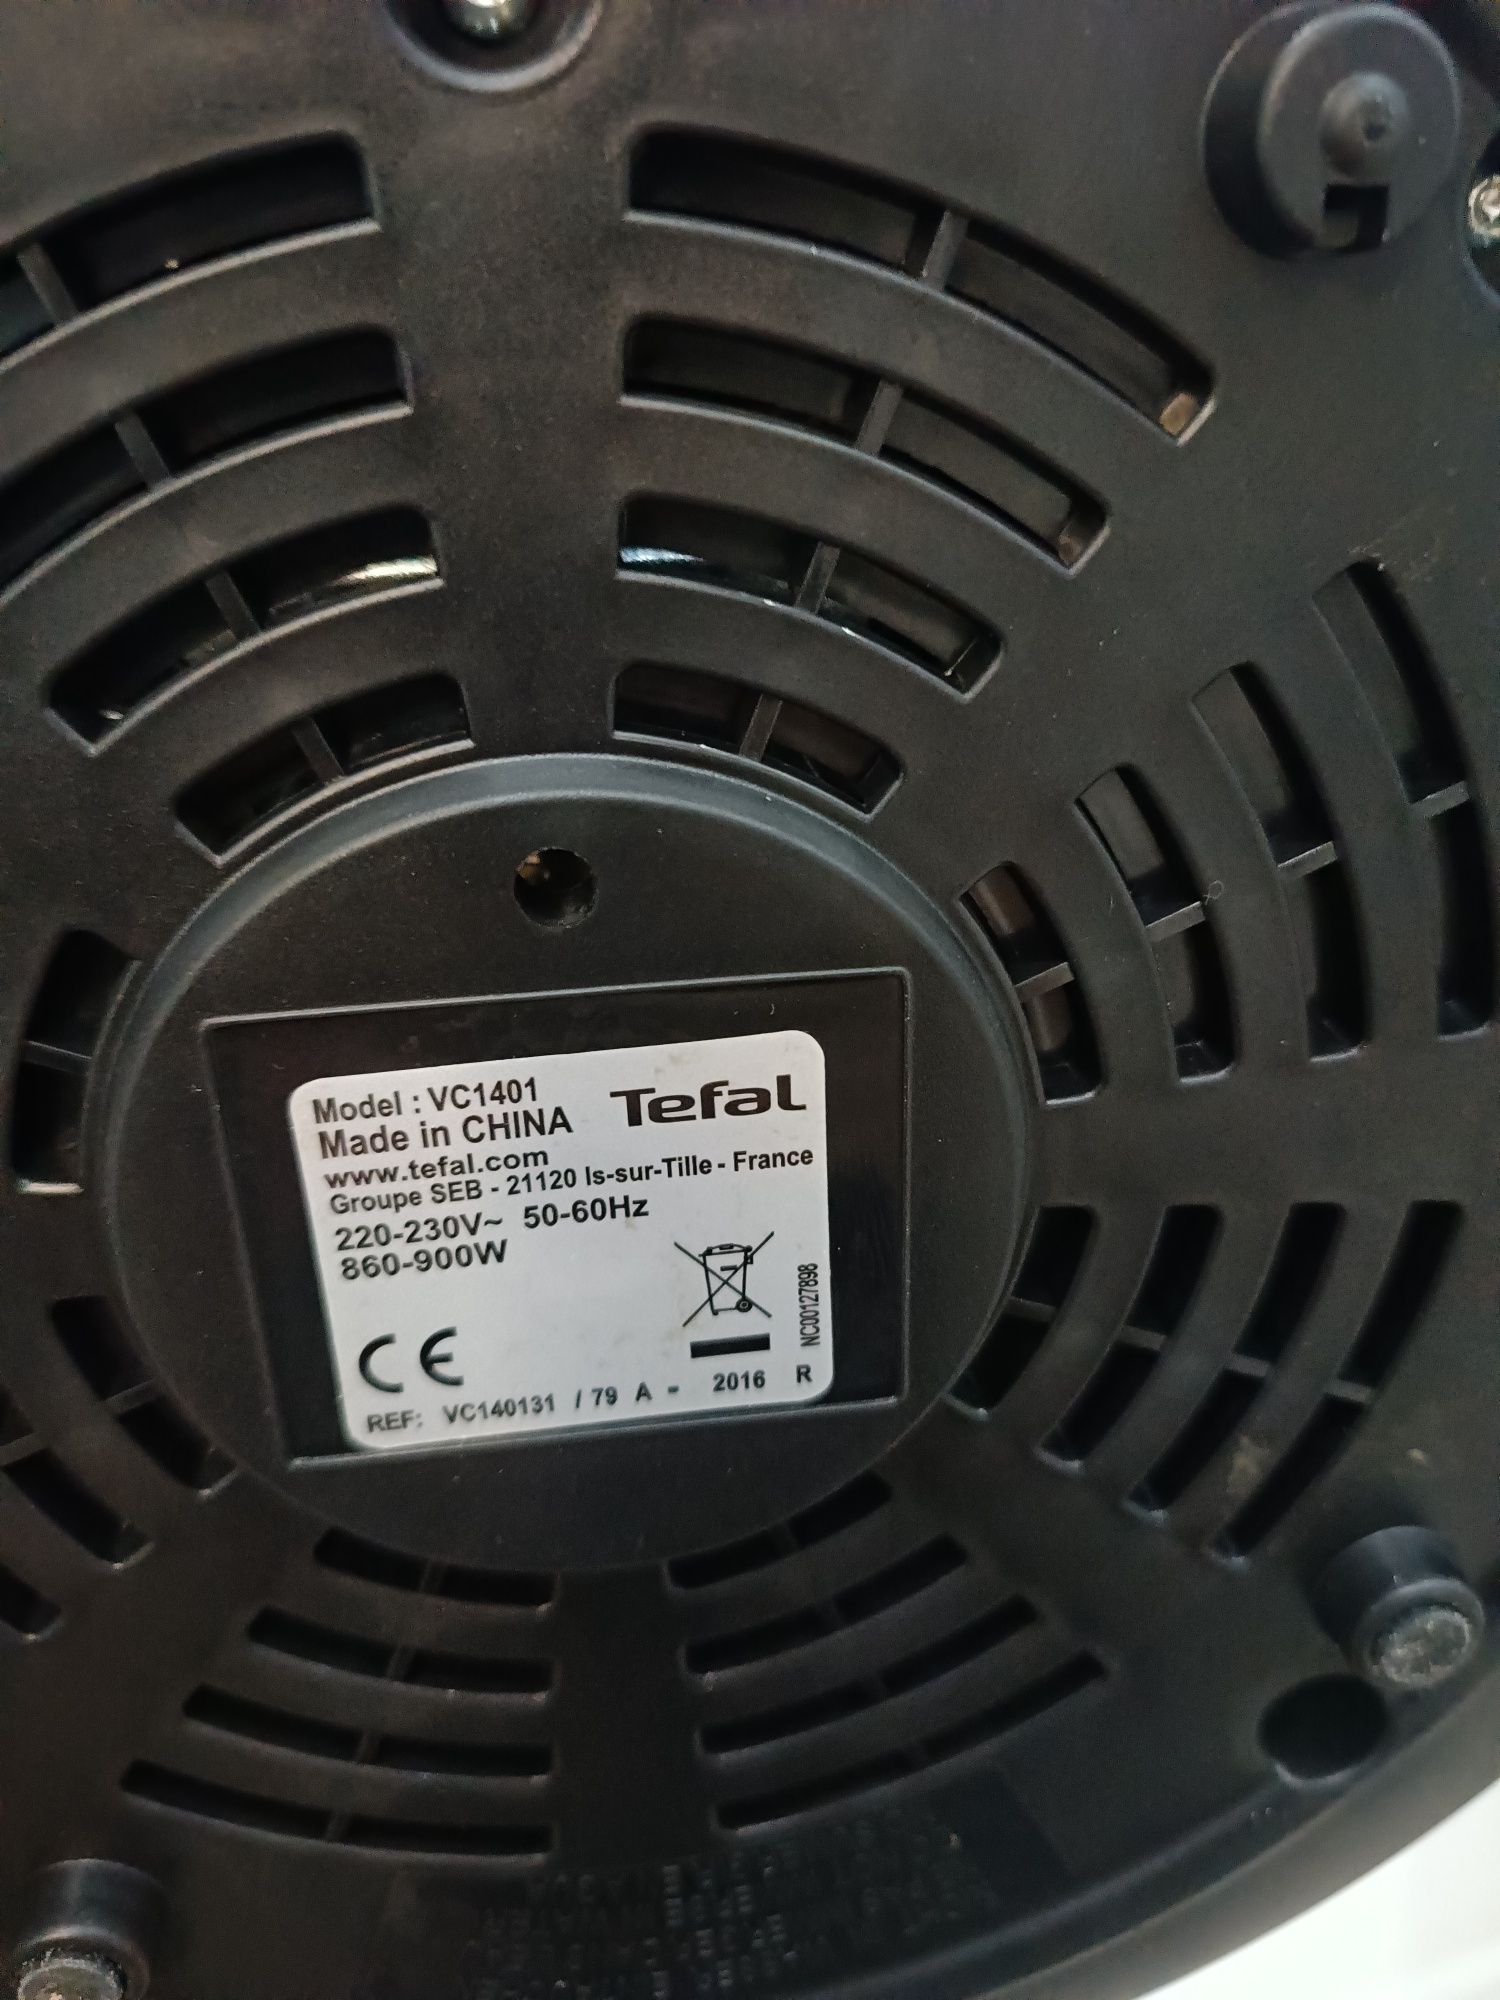 Model : VC1401
Tefal
Made in CHINA
www.tefal.com
Groupe SEB - 21120 Is-sur-Tille - France
220-230V~ 50-60Hz
860-900W
NC00127898
CE
REF: VC140131 / 79 A - 2016 R